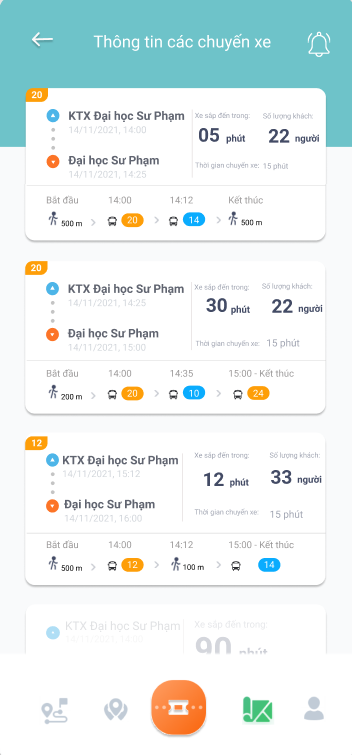 Thông tin các chuyến xe
20
KTX Đại học Sư Phạm
14/11/2021, 14:00
Đại học Sư Phạm
14/11/2021, 14:25
Xe sắp đến trong:
05 phút
Số lượng khách:
22 người
Thời gian chuyến xe: 15 phút
Bắt đầu 14:00 14:12 Kết thúc
500 m > 20 > 14 > 500 m
20
KTX Đại học Sư Phạm
14/11/2021, 14:25
Đại học Sư Phạm
14/11/2021, 15:00
Xe sắp đến trong:
30 phút
Số lượng khách:
22 người
Thời gian chuyến xe: 15 phút
Bắt đầu 14:00 14:35 15:00 - Kết thúc
200 m > 20 > 10 > 24
12
KTX Đại học Sư Phạm
14/11/2021, 15:12
Đại học Sư Phạm
14/11/2021, 16:00
Xe sắp đến trong:
12 phút
Số lượng khách:
33 người
Thời gian chuyến xe: 15 phút
Bắt đầu 14:00 14:12 15:00 - Kết thúc
500 m > 12 > 100 m > 14
KTX Đại học Sư Phạm
Xe sắp đến trong:
90 phút
Số lượng khách: